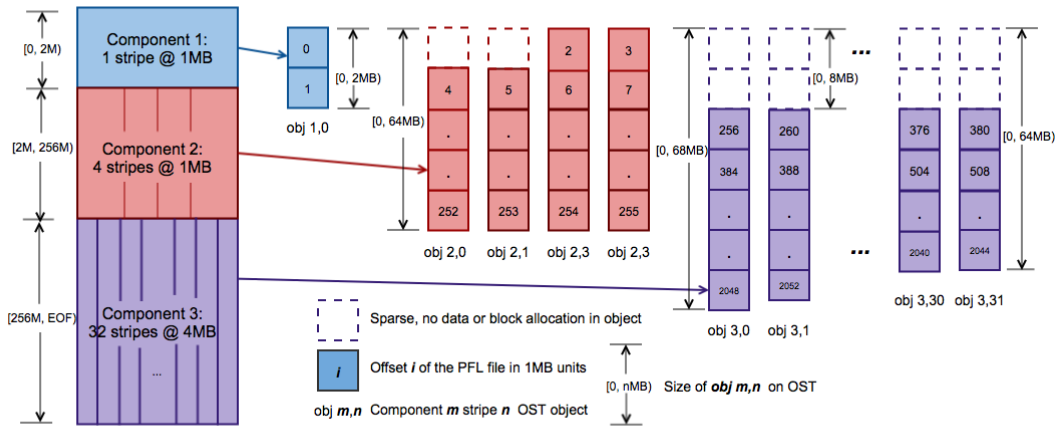 [0, 2M)
Component 1:
1 stripe @ 1MB
[2M, 256M)
Component 2:
4 stripes @ 1MB
[256M, EOF)
Component 3:
32 stripes @ 4MB
...
0
1
[0, 2MB)
obj 1,0
[0, 64MB)
2
3
4
5
6
7
.
.
.
.
.
.
.
.
252
253
254
255
obj 2,0
obj 2,1
obj 2,3
obj 2,3
[0, 68MB)
...
[0, 8MB)
256
260
376
380
384
388
504
508
.
.
.
.
.
.
2040
2044
...
2048
2052
[0, 64MB)
obj 3,0
obj 3,1
obj 3,30
obj 3,31
Sparse, no data or block allocation in object
i
Offset i of the PFL file in 1MB units
obj m,n Component m stripe n OST object
[0, nMB)
Size of obj m,n on OST